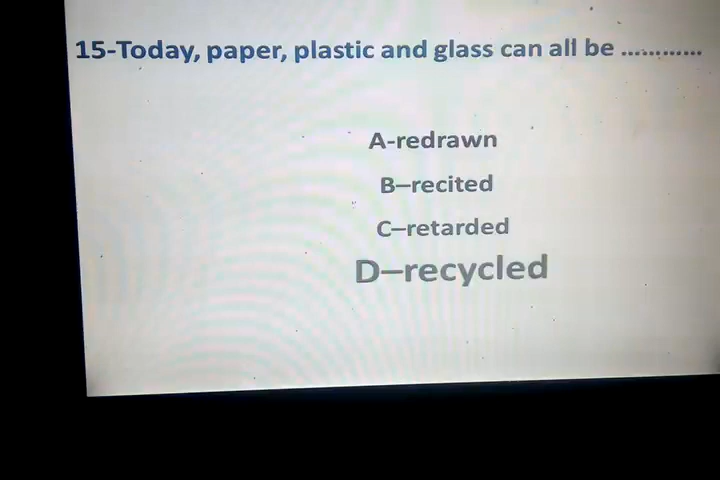 15-Today, paper, plastic and glass can all be ............
A-redrawn
B–recited
C–retarded
D–recycled